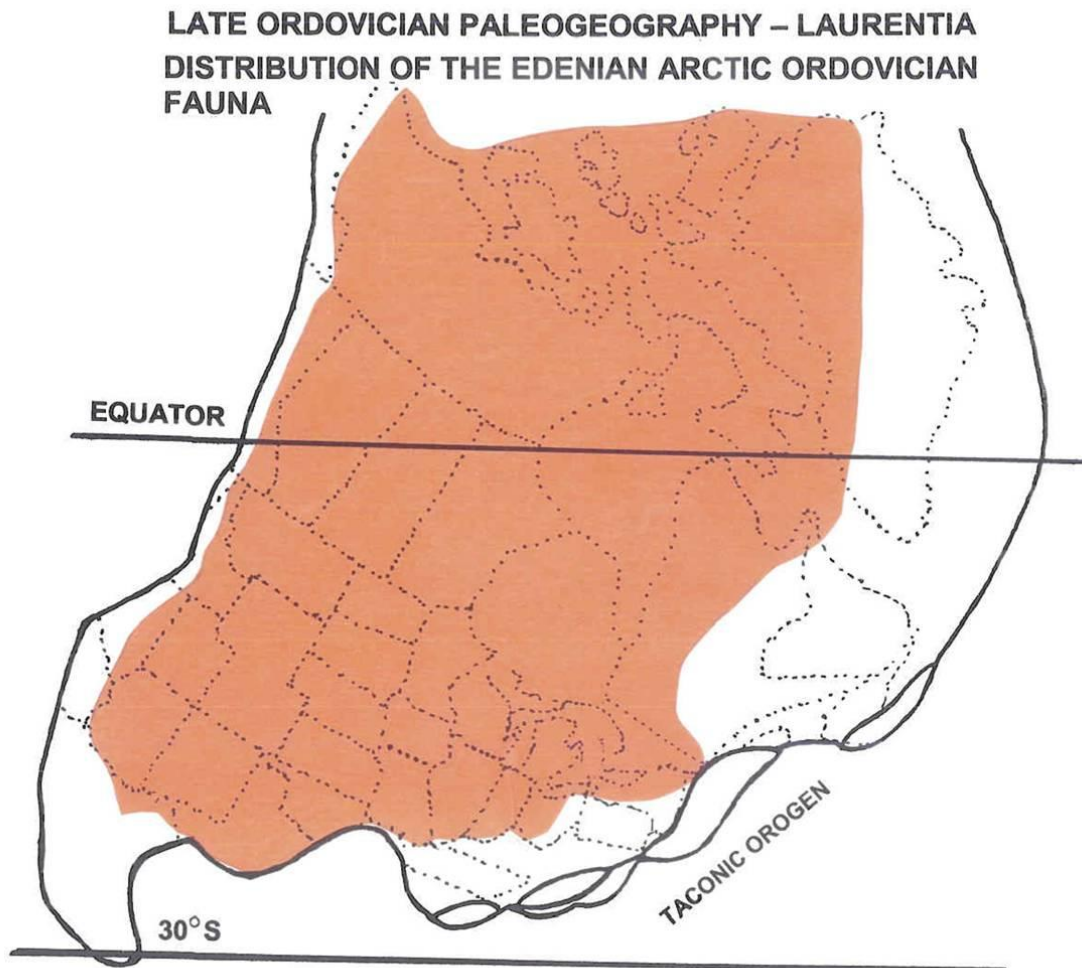 LATE ORDOVICIAN PALEOGEOGRAPHY – LAURENTIA
DISTRIBUTION OF THE EDENIAN ARCTIC ORDOVICIAN
FAUNA
EQUATOR
TACONIC OROGEN
30°S